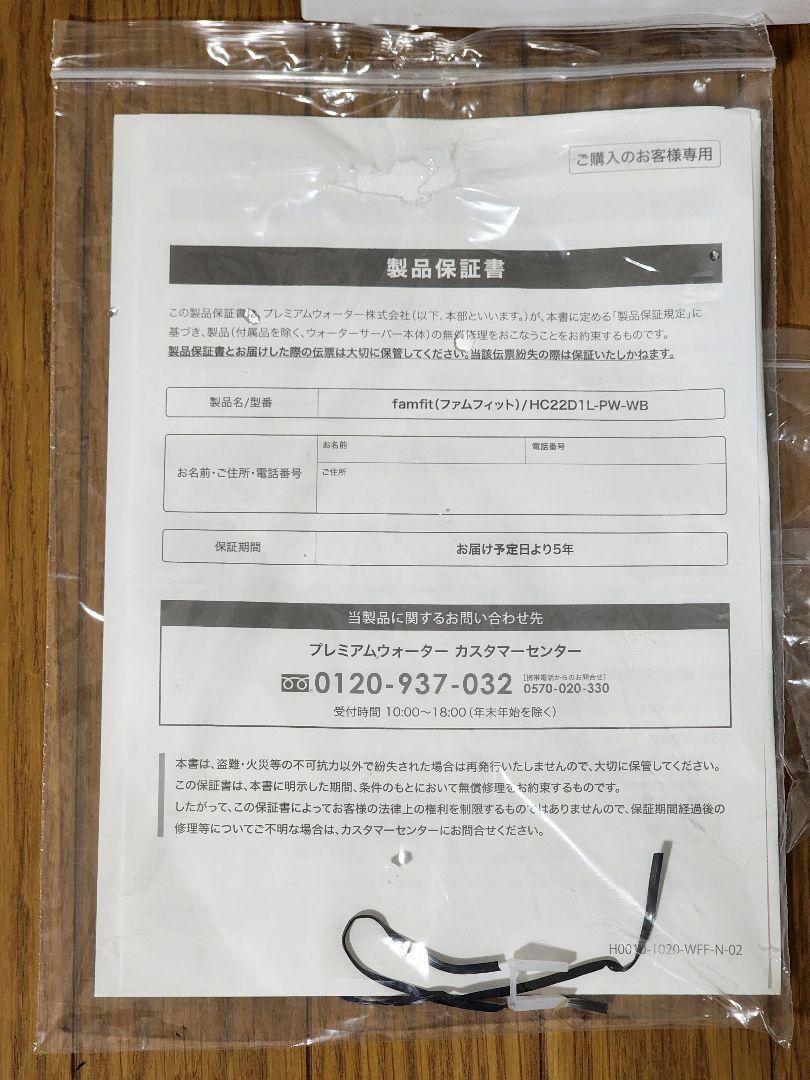 ご購入のお客様専用
製品保証書
この製品保証書は、プレミアムウォーター株式会社(以下、本部といいます。)が、本書に定める「製品保証規定」に
基づき、製品(付属品を除く、ウォーターサーバー本体)の無償修理をおこなうことをお約束するものです。
製品保証書とお届けした際の伝票は大切に保管してください。当該伝票紛失の際は保証いたしかねます。
製品名/型番 famfit(ファムフィット)/HC22D1L-PW-WB
お名前 電話番号
お名前・ご住所・電話番号
ご住所
保証期間 お届け予定日より5年
当製品に関するお問い合わせ先
プレミアムウォーター カスタマーセンター
0120-937-032 [携帯電話からのお問合せ] 0570-020-330
受付時間 10:00〜18:00(年末年始を除く)
本書は、盗難・火災等の不可抗力以外で紛失された場合は再発行いたしませんので、大切に保管してください。
この保証書は、本書に明示した期間、条件のもとにおいて無償修理をお約束するものです。
したがって、この保証書によってお客様の法律上の権利を制限するものではありませんので、保証期間経過後の
修理等についてご不明な場合は、カスタマーセンターにお問合せください。
H0010-1020-WFF-N-02